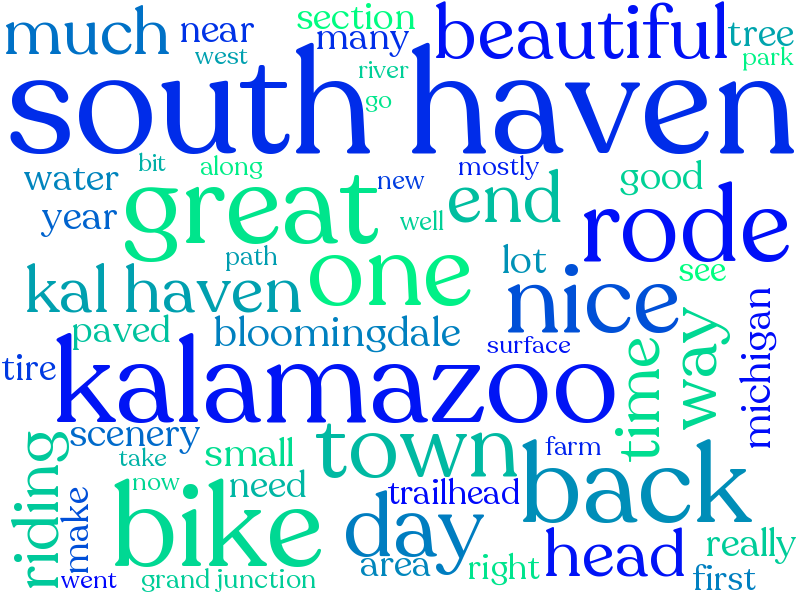 much
near
section
many
beautiful
tree
west
river
park
go
south haven
bit
along
new
mostly
good
water
year
great
well
end
rode
path
kal haven
one
lot
nice
see
paved
bloomingdale
surface
way
michigan
tire
kalamazoo
time
scenery
take
small
town
farm
back
riding
make
now
need
bike
trailhead
day
head
really
went
grand junction
area
right
first